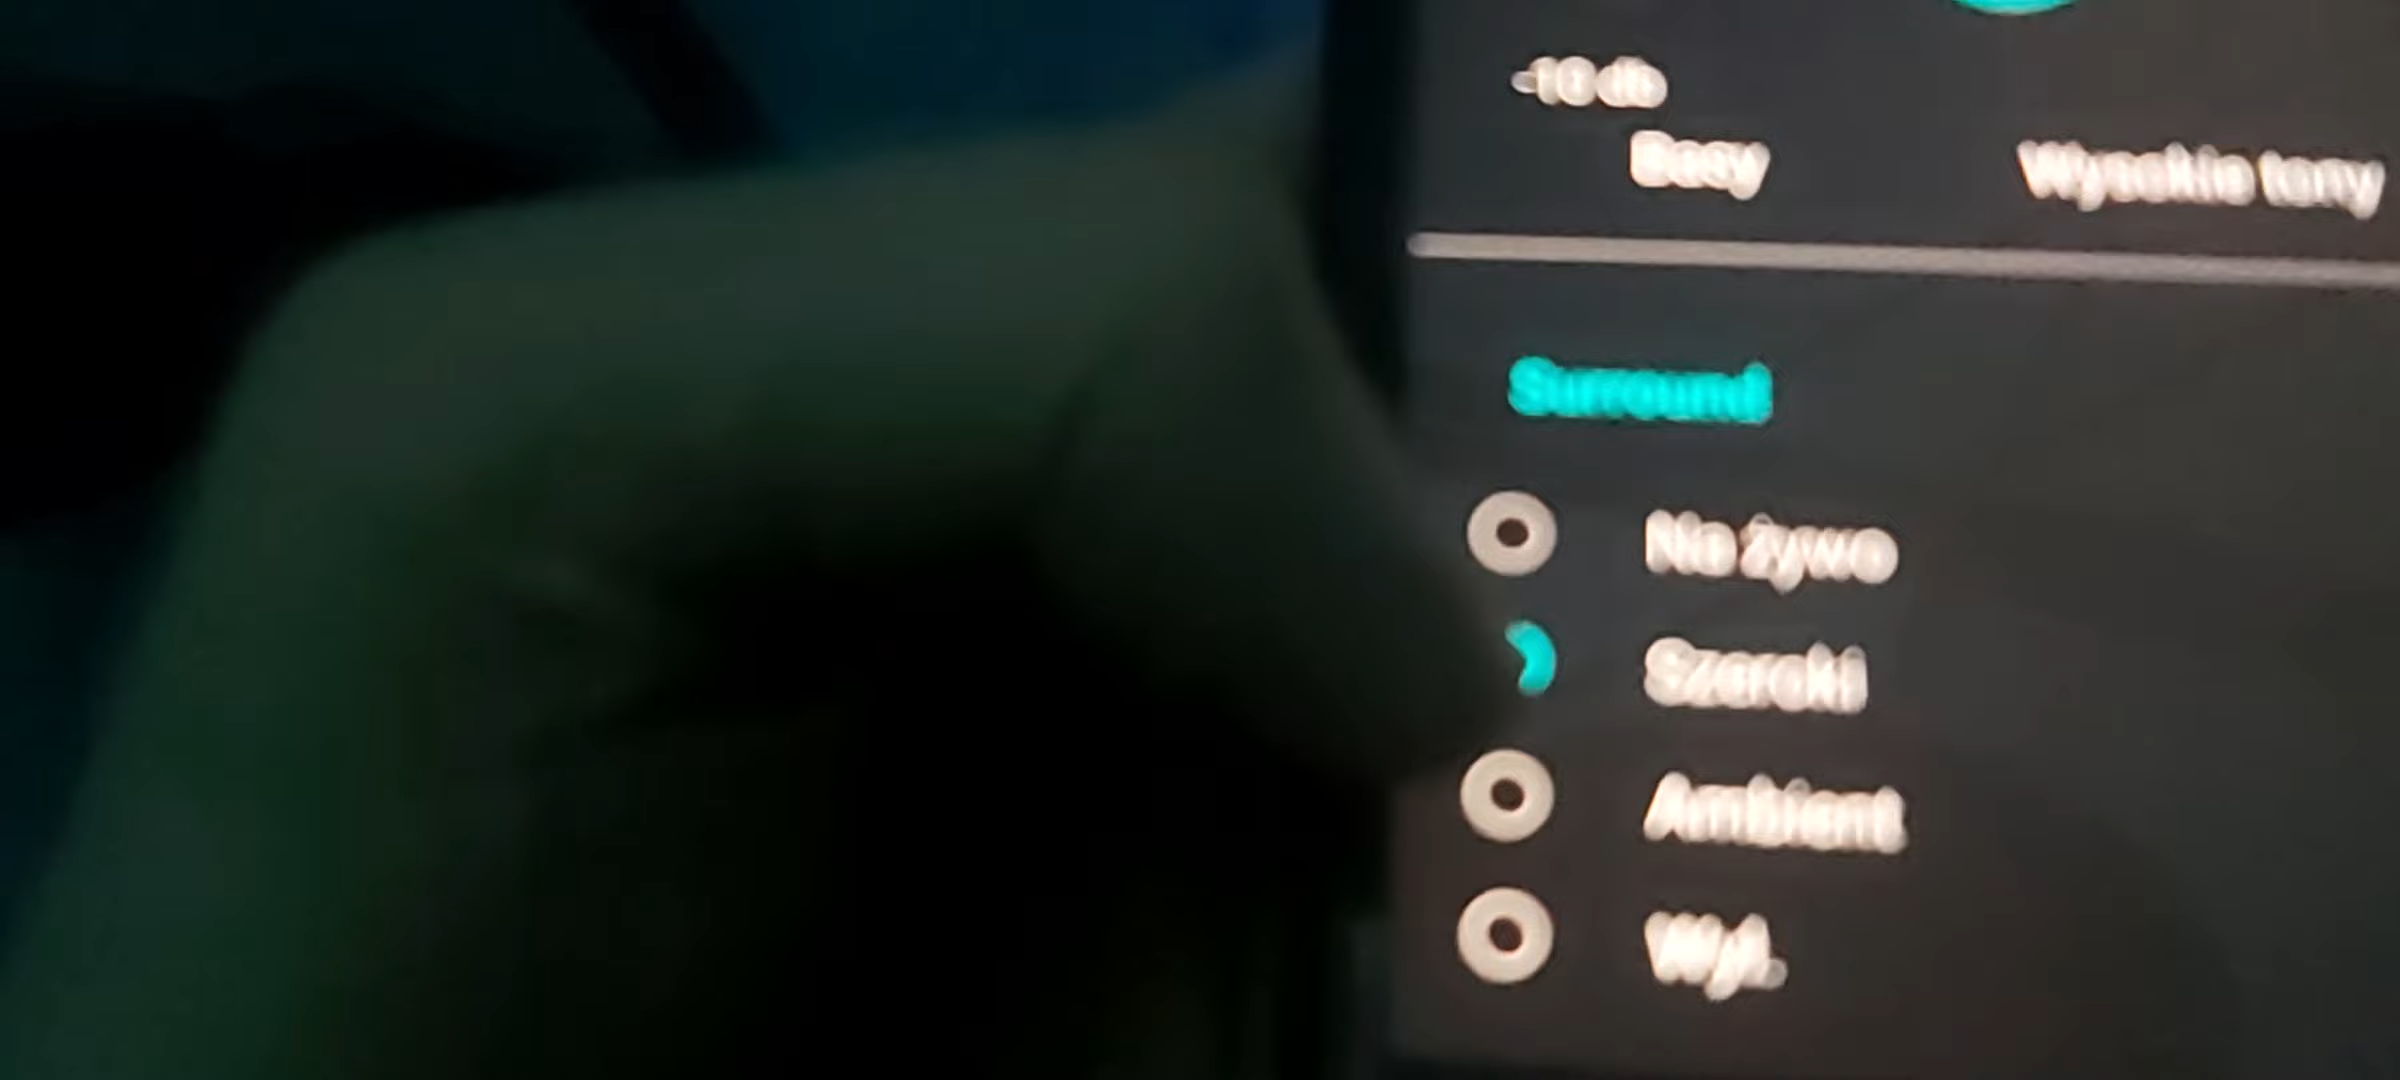 -10 db
Basy
Wysokie tony
Surround
Na żywo
Szeroki
Ambient
Wył.